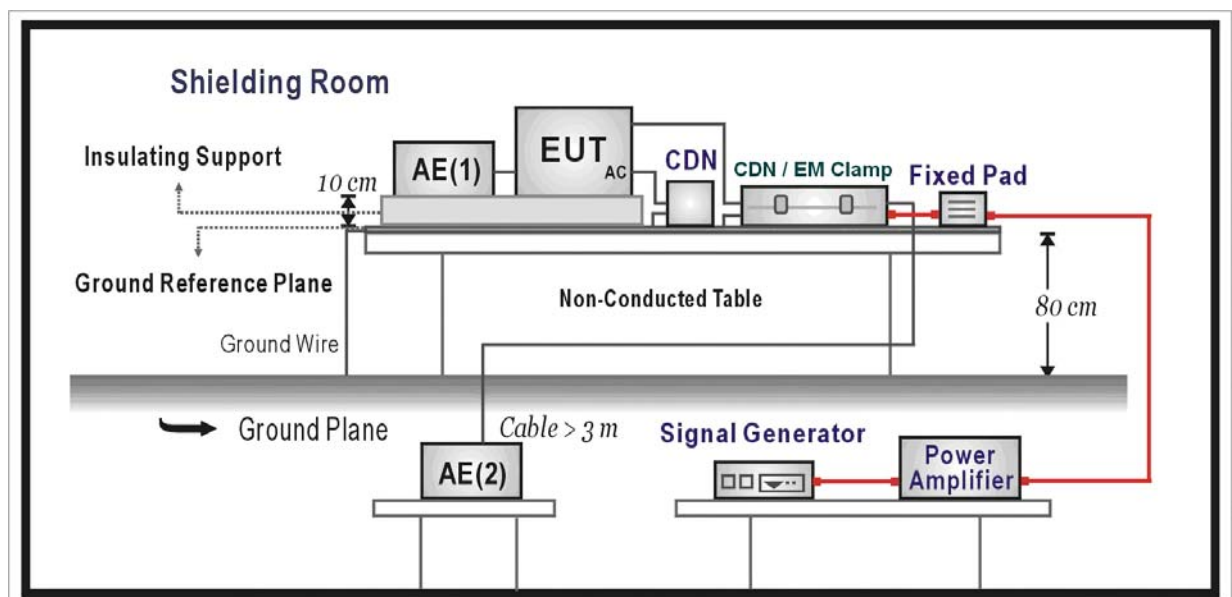 Shielding Room
Insulating Support
10 cm
AE(1)
EUT
AC
CDN
CDN / EM Clamp
Fixed Pad
Ground Reference Plane
Non-Conducted Table
80 cm
Ground Wire
Ground Plane
Cable > 3 m
AE(2)
Signal Generator
Power
Amplifier